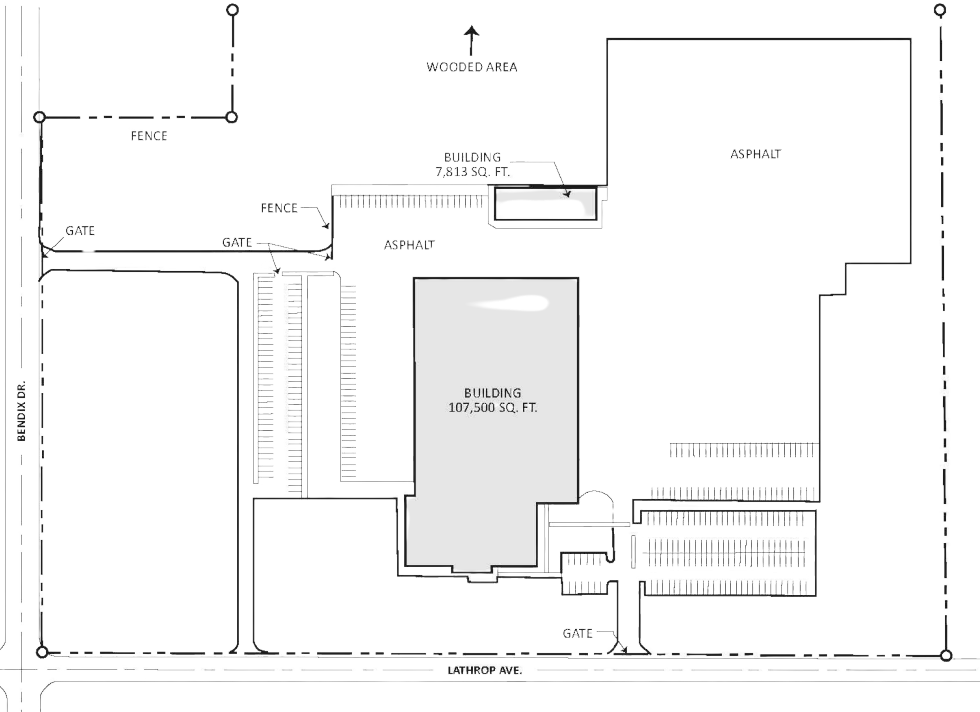 WOODED AREA
FENCE
BUILDING
7,813 SQ. FT.
ASPHALT
FENCE
GATE
GATE
ASPHALT
BUILDING
107,500 SQ. FT.
BENDIX DR.
GATE
LATHROP AVE.